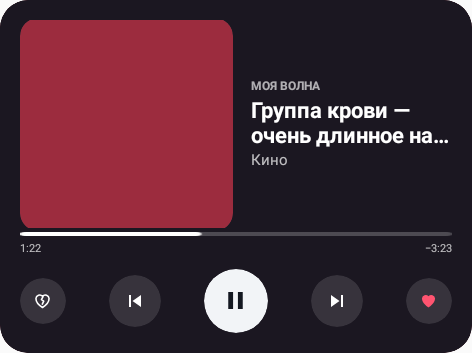 МОЯ ВОЛНА
Группа крови —
очень длинное на…
Кино
1:22
−3:23